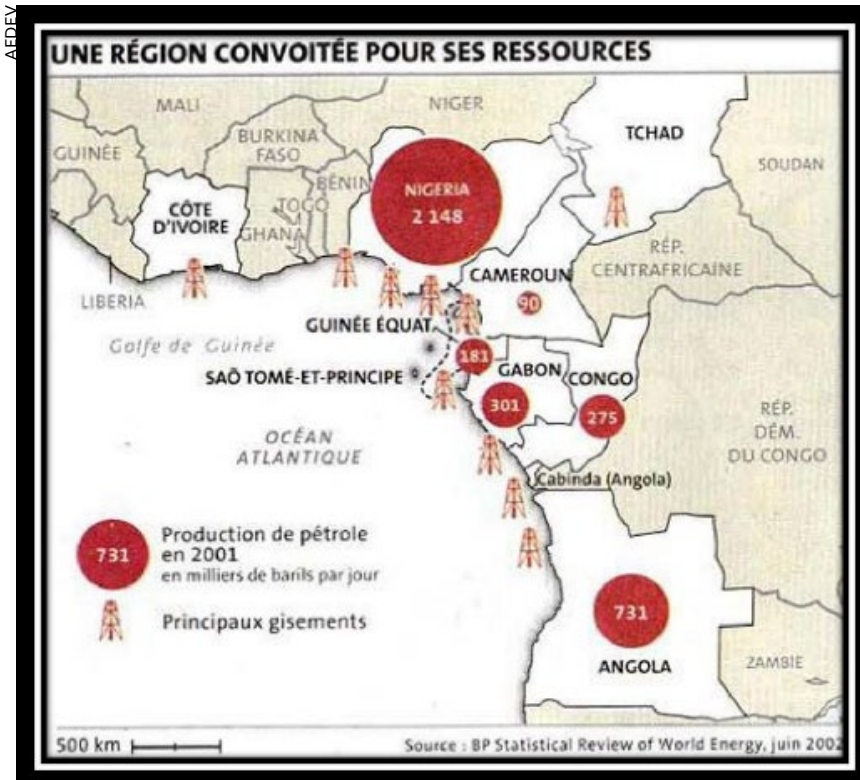 AEDEV
UNE RÉGION CONVOITÉE POUR SES RESSOURCES
MALI
NIGER
TCHAD
GUINÉE
BURKINA
FASO
SOUDAN
BÉNIN
NIGERIA
2 148
TOGO
CÔTE
D'IVOIRE
GHANA
RÉP.
CENTRAFRICAINE
LIBERIA
CAMEROUN
90
Golfe de Guinée
GUINÉE ÉQUAT.
181
SAÕ TOMÉ-ET-PRINCIPE
GABON
CONGO
301
275
RÉP.
DÉM.
DU CONGO
OCÉAN
ATLANTIQUE
Cabinda (Angola)
731
Production de pétrole
en 2001
en milliers de barils par jour
Principaux gisements
731
ANGOLA
ZAMBIE
500 km
Source : BP Statistical Review of World Energy, juin 2002